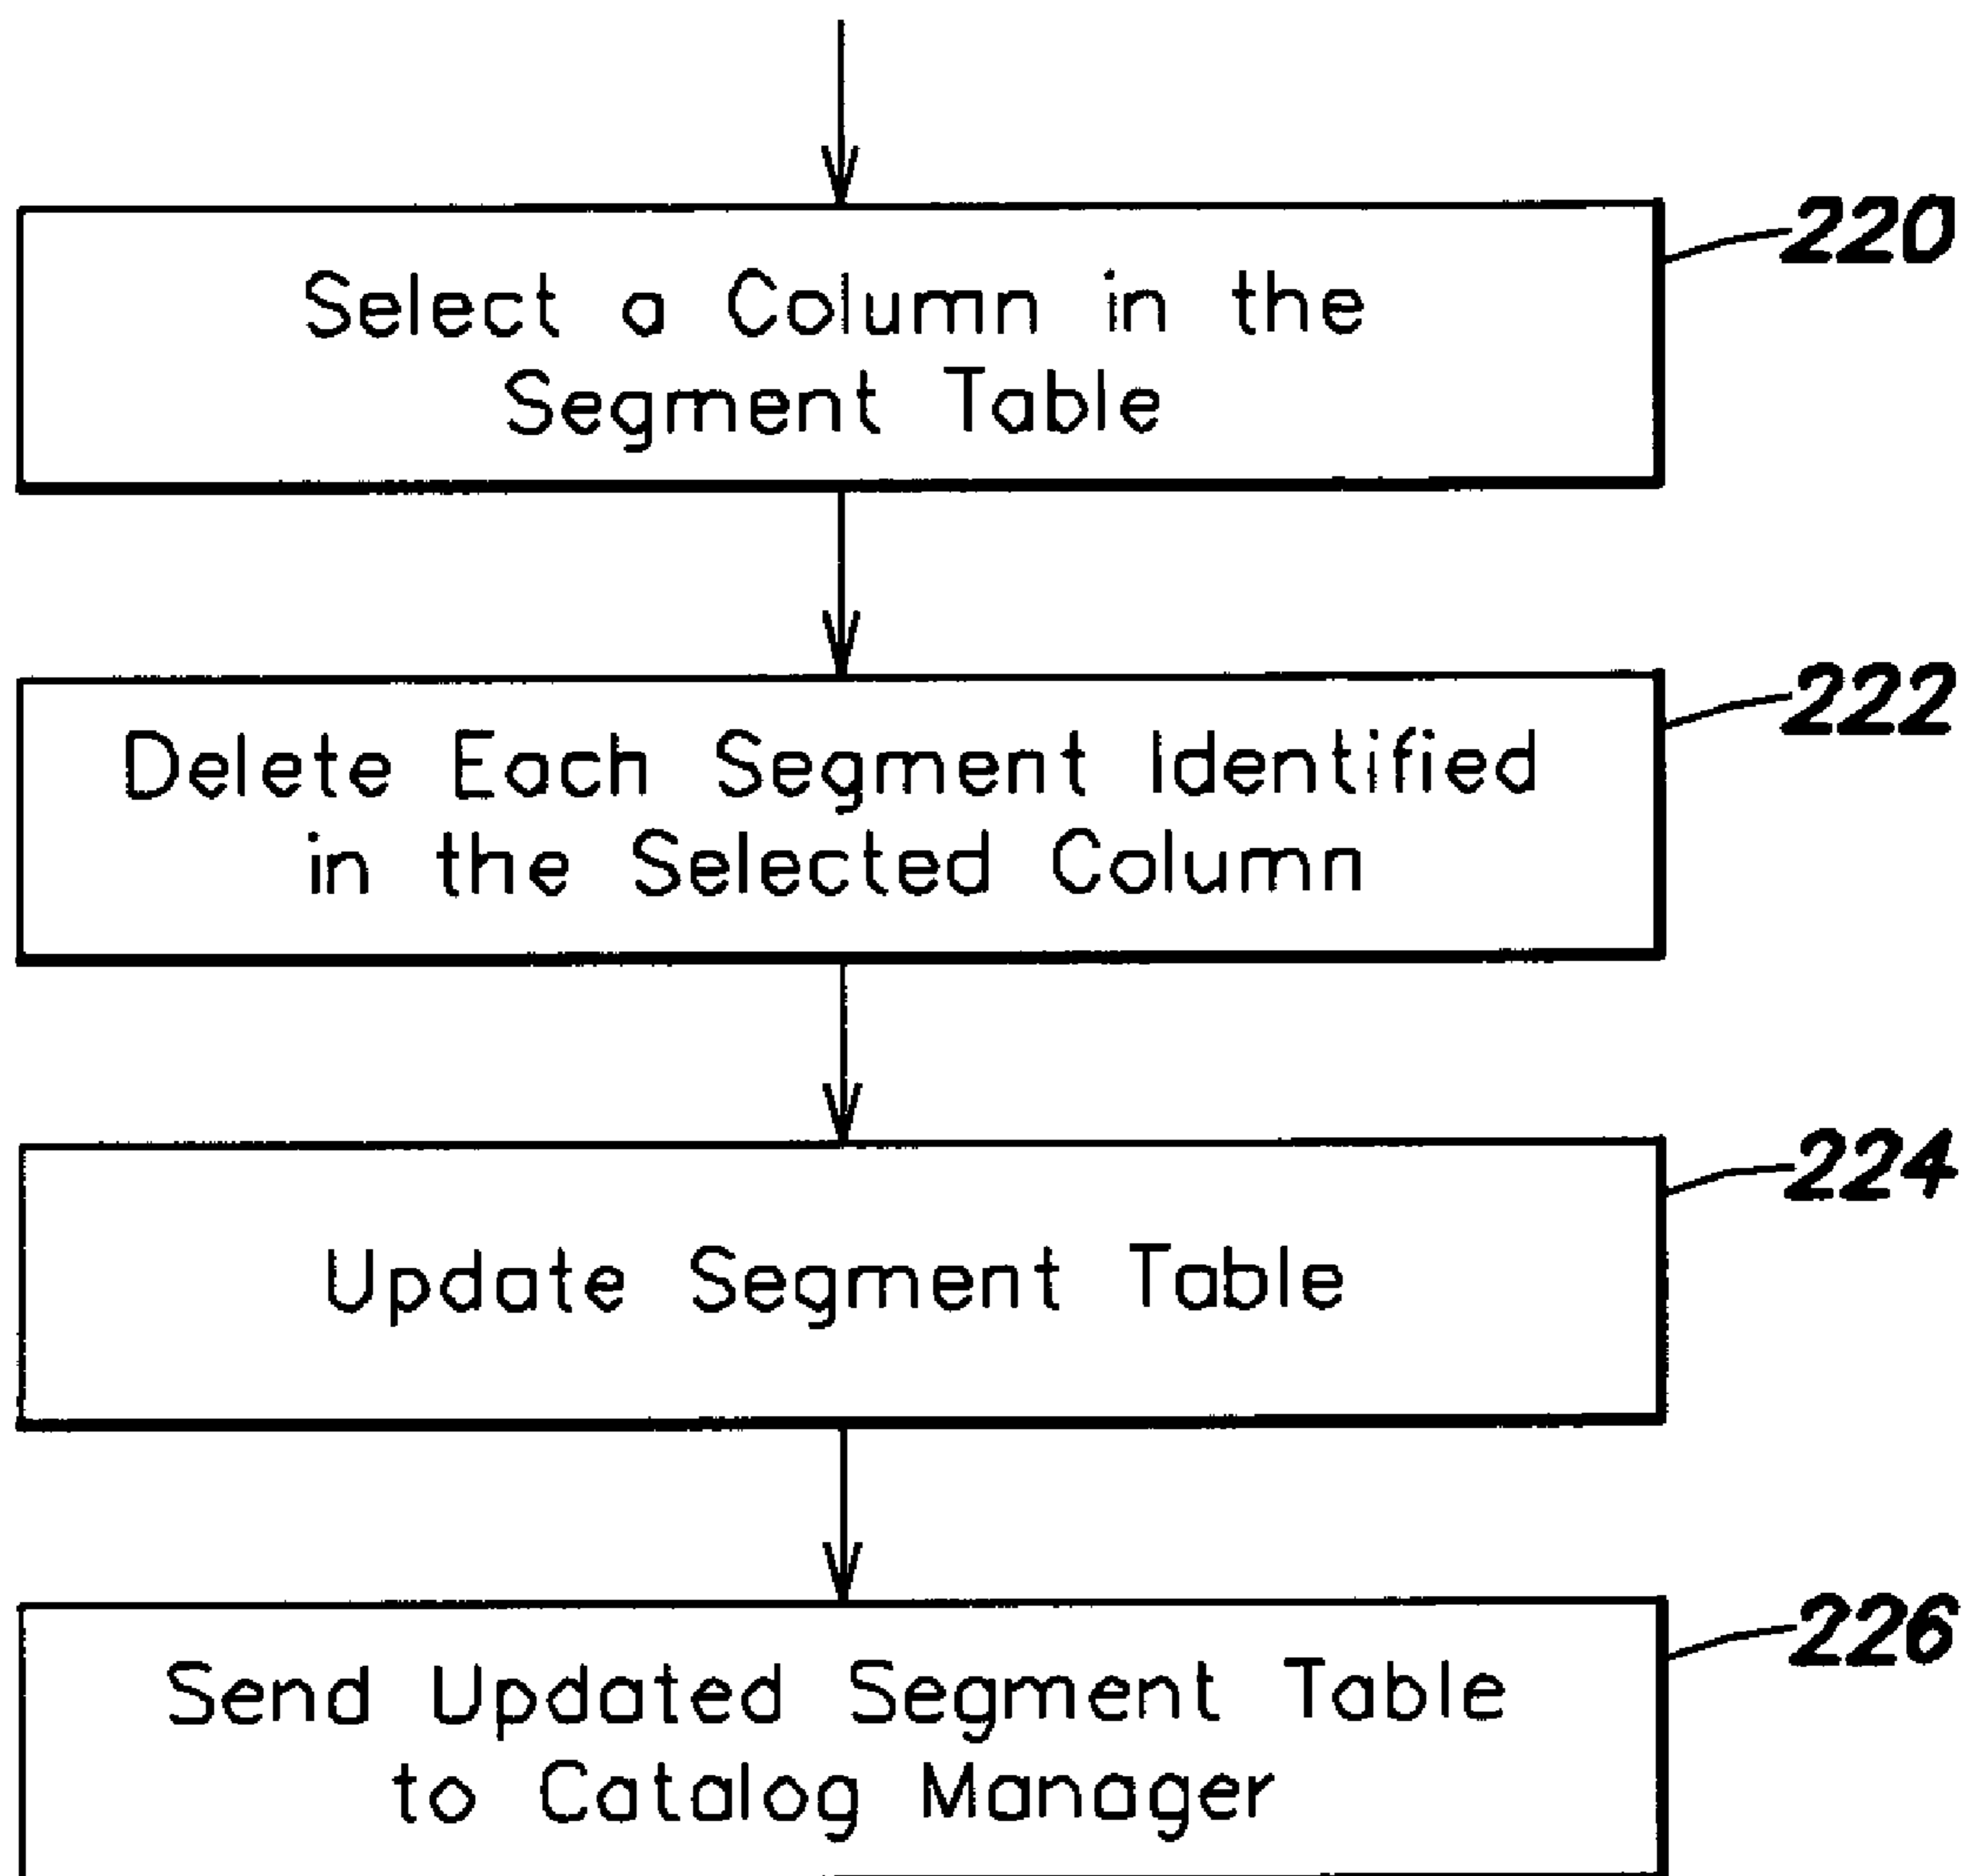 220
Select a Column in the
Segment Table
222
Delete Each Segment Identified
in the Selected Column
224
Update Segment Table
226
Send Updated Segment Table
to Catalog Manager